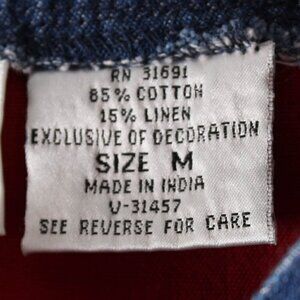 RN 31691
85% COTTON
15% LINEN
EXCLUSIVE OF DECORATION
SIZE M
MADE IN INDIA
V-31457
SEE REVERSE FOR CARE